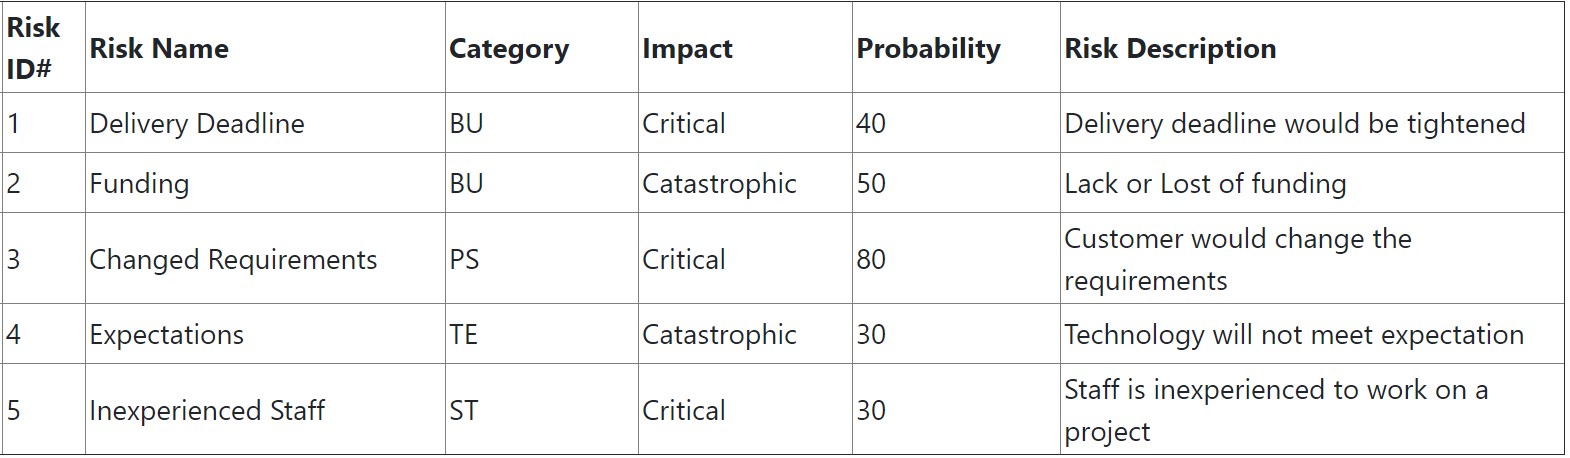 Risk ID# Risk Name Category Impact Probability Risk Description
1 Delivery Deadline BU Critical 40 Delivery deadline would be tightened
2 Funding BU Catastrophic 50 Lack or Lost of funding
3 Changed Requirements PS Critical 80 Customer would change the requirements
4 Expectations TE Catastrophic 30 Technology will not meet expectation
5 Inexperienced Staff ST Critical 30 Staff is inexperienced to work on a project